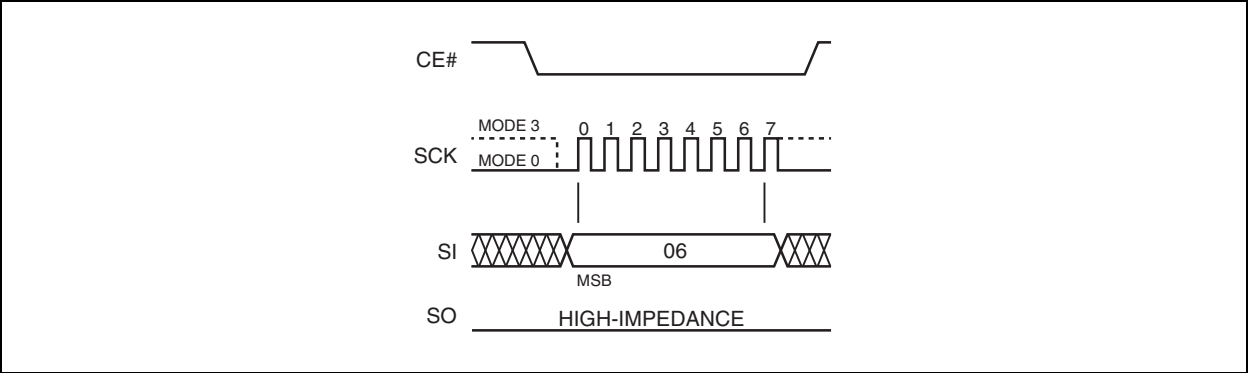 CE#
MODE 3
0 1 2 3 4 5 6 7
SCK
MODE 0
SI
06
MSB
SO
HIGH-IMPEDANCE